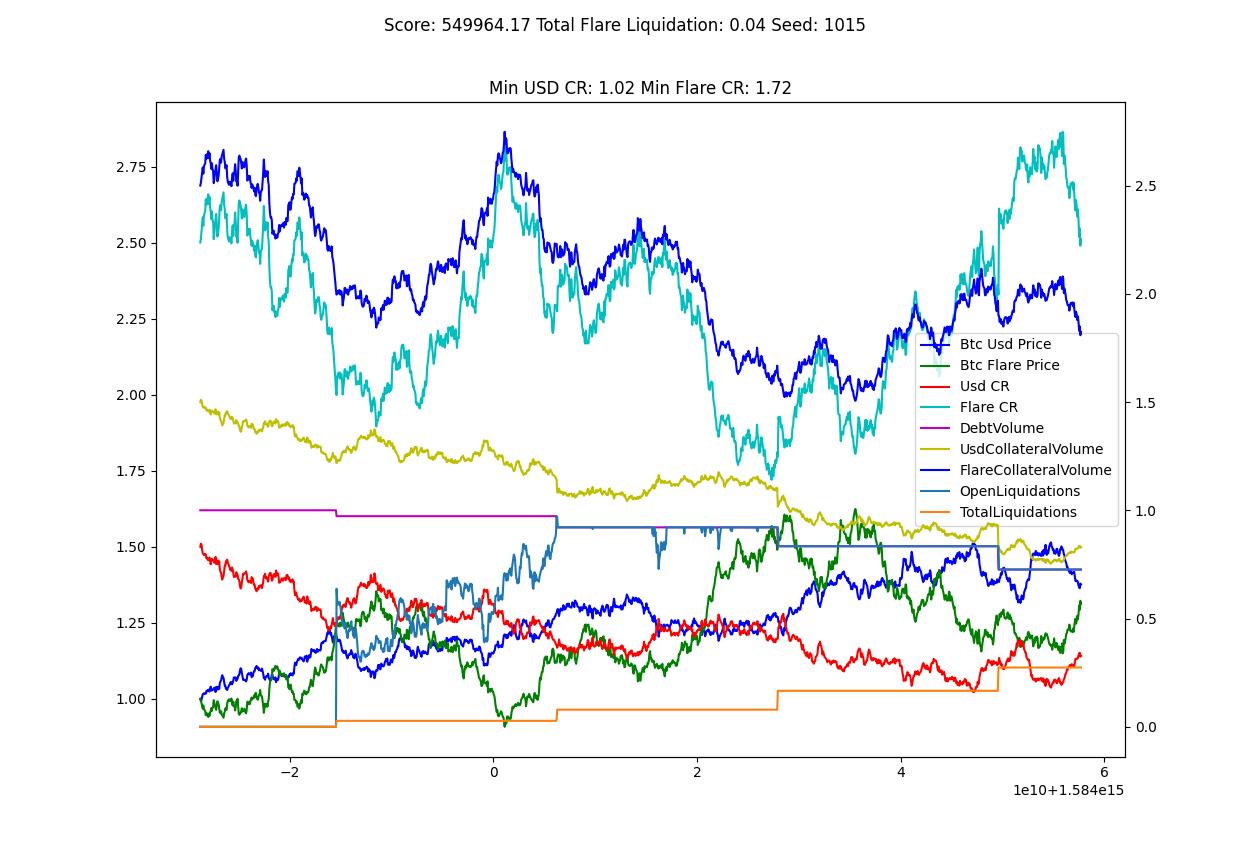 Score: 549964.17 Total Flare Liquidation: 0.04 Seed: 1015
Min USD CR: 1.02 Min Flare CR: 1.72
2.75
2.50
2.25
2.00
1.75
1.50
1.25
1.00
2.5
2.0
1.5
1.0
0.5
0.0
Btc Usd Price
Btc Flare Price
Usd CR
Flare CR
DebtVolume
UsdCollateralVolume
FlareCollateralVolume
OpenLiquidations
TotalLiquidations
−2 0 2 4 6
1e10+1.584e15